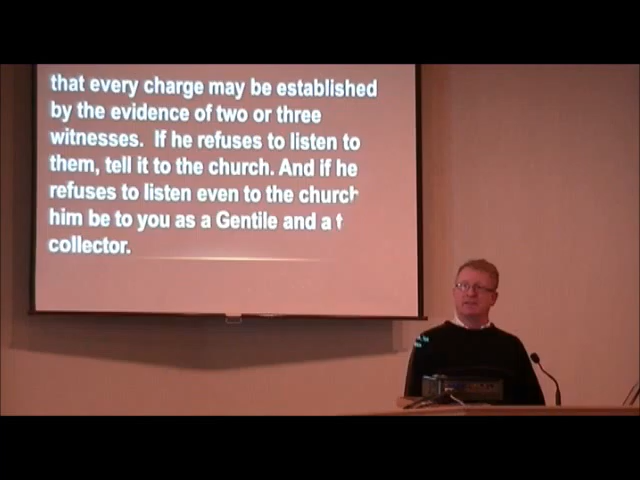 that every charge may be established
by the evidence of two or three
witnesses.  If he refuses to listen to
them, tell it to the church. And if he
refuses to listen even to the church
him be to you as a Gentile and a t
collector.